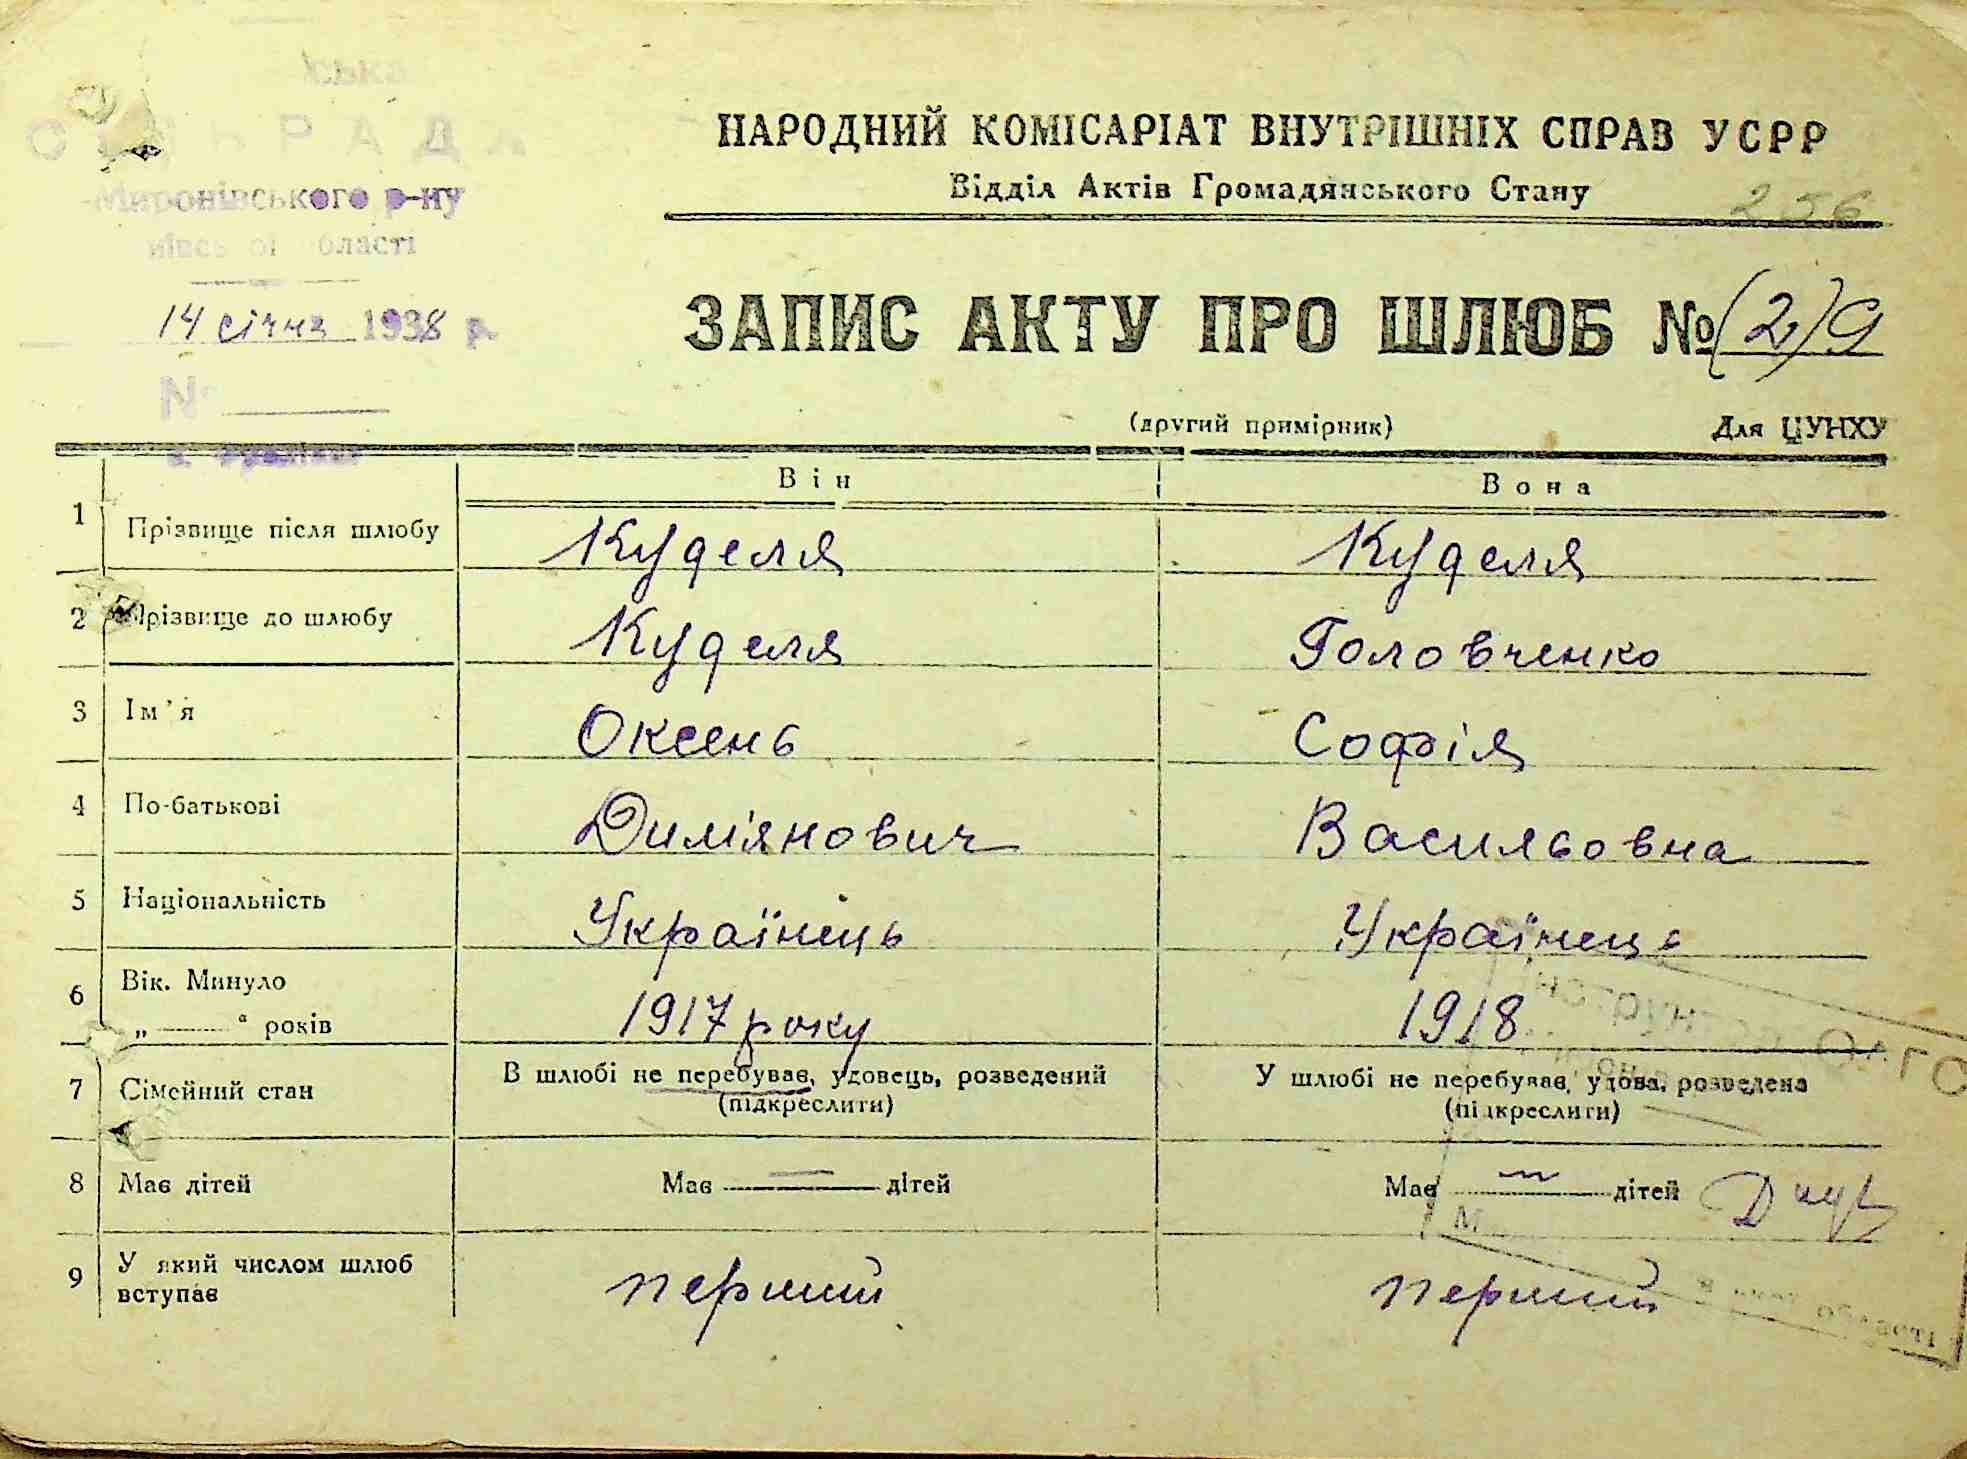 НАРОДНИЙ КОМІСАРІАТ ВНУТРІШНІХ СПРАВ УСРР
Відділ Актів Громадянського Стану
256
Миронівського р-ну
області
14 січня 1938 р.
ЗАПИС АКТУ ПРО ШЛЮБ № (2) 9
№
(другий примірник) Для ЦУНХУ
Він Вона
1 Прізвище після шлюбу Куделя Куделя
2 Прізвище до шлюбу Куделя Головченко
3 Ім'я Оксень Софія
4 По-батькові Дим'янович Васильовна
5 Національність Українець Українець
6 Вік. Минуло
„ “ років 1917 року 1918
7 Сімейний стан В шлюбі не перебував, удовець, розведений У шлюбі не перебував, удова, розведена
(підкреслити) (підкреслити)
8 Має дітей Має — дітей Має — дітей
9 У який числом шлюб
вступає перший перший